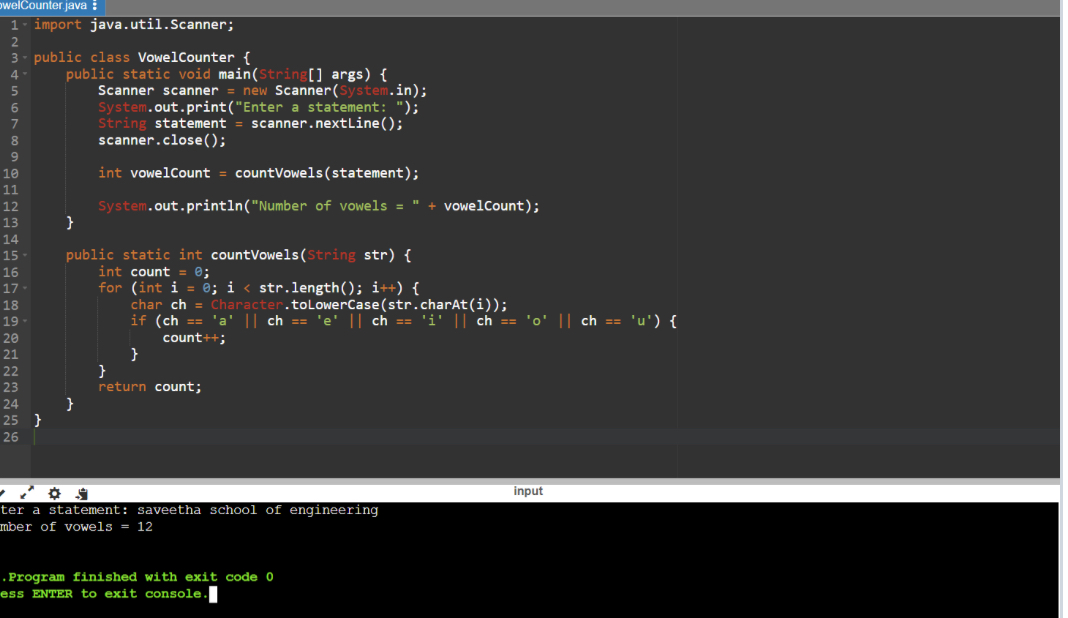 owelCounter.java
1 import java.util.Scanner;
2
3 public class VowelCounter {
4     public static void main(String[] args) {
5         Scanner scanner = new Scanner(System.in);
6         System.out.print("Enter a statement: ");
7         String statement = scanner.nextLine();
8         scanner.close();
9
10         int vowelCount = countVowels(statement);
11
12         System.out.println("Number of vowels = " + vowelCount);
13     }
14
15     public static int countVowels(String str) {
16         int count = 0;
17         for (int i = 0; i < str.length(); i++) {
18             char ch = Character.toLowerCase(str.charAt(i));
19             if (ch == 'a' || ch == 'e' || ch == 'i' || ch == 'o' || ch == 'u') {
20                 count++;
21             }
22         }
23         return count;
24     }
25 }
26
input
ter a statement: saveetha school of engineering
mber of vowels = 12
.Program finished with exit code 0
ess ENTER to exit console.